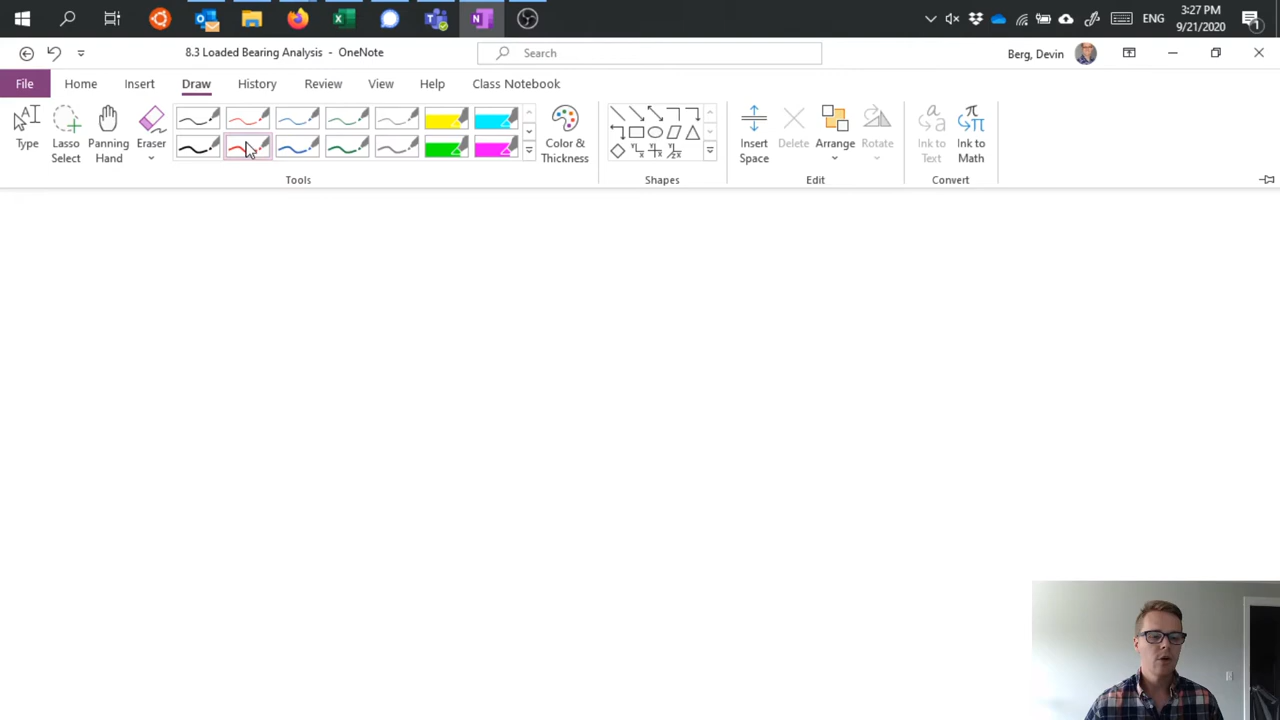 ENG
3:27 PM
9/21/2020
8.3 Loaded Bearing Analysis - OneNote
Search
Berg, Devin
File Home Insert Draw History Review View Help Class Notebook
Type
Lasso Select
Panning Hand
Eraser
Color & Thickness
Insert Space
Delete
Arrange
Rotate
Ink to Text
Ink to Math
Tools
Shapes
Edit
Convert